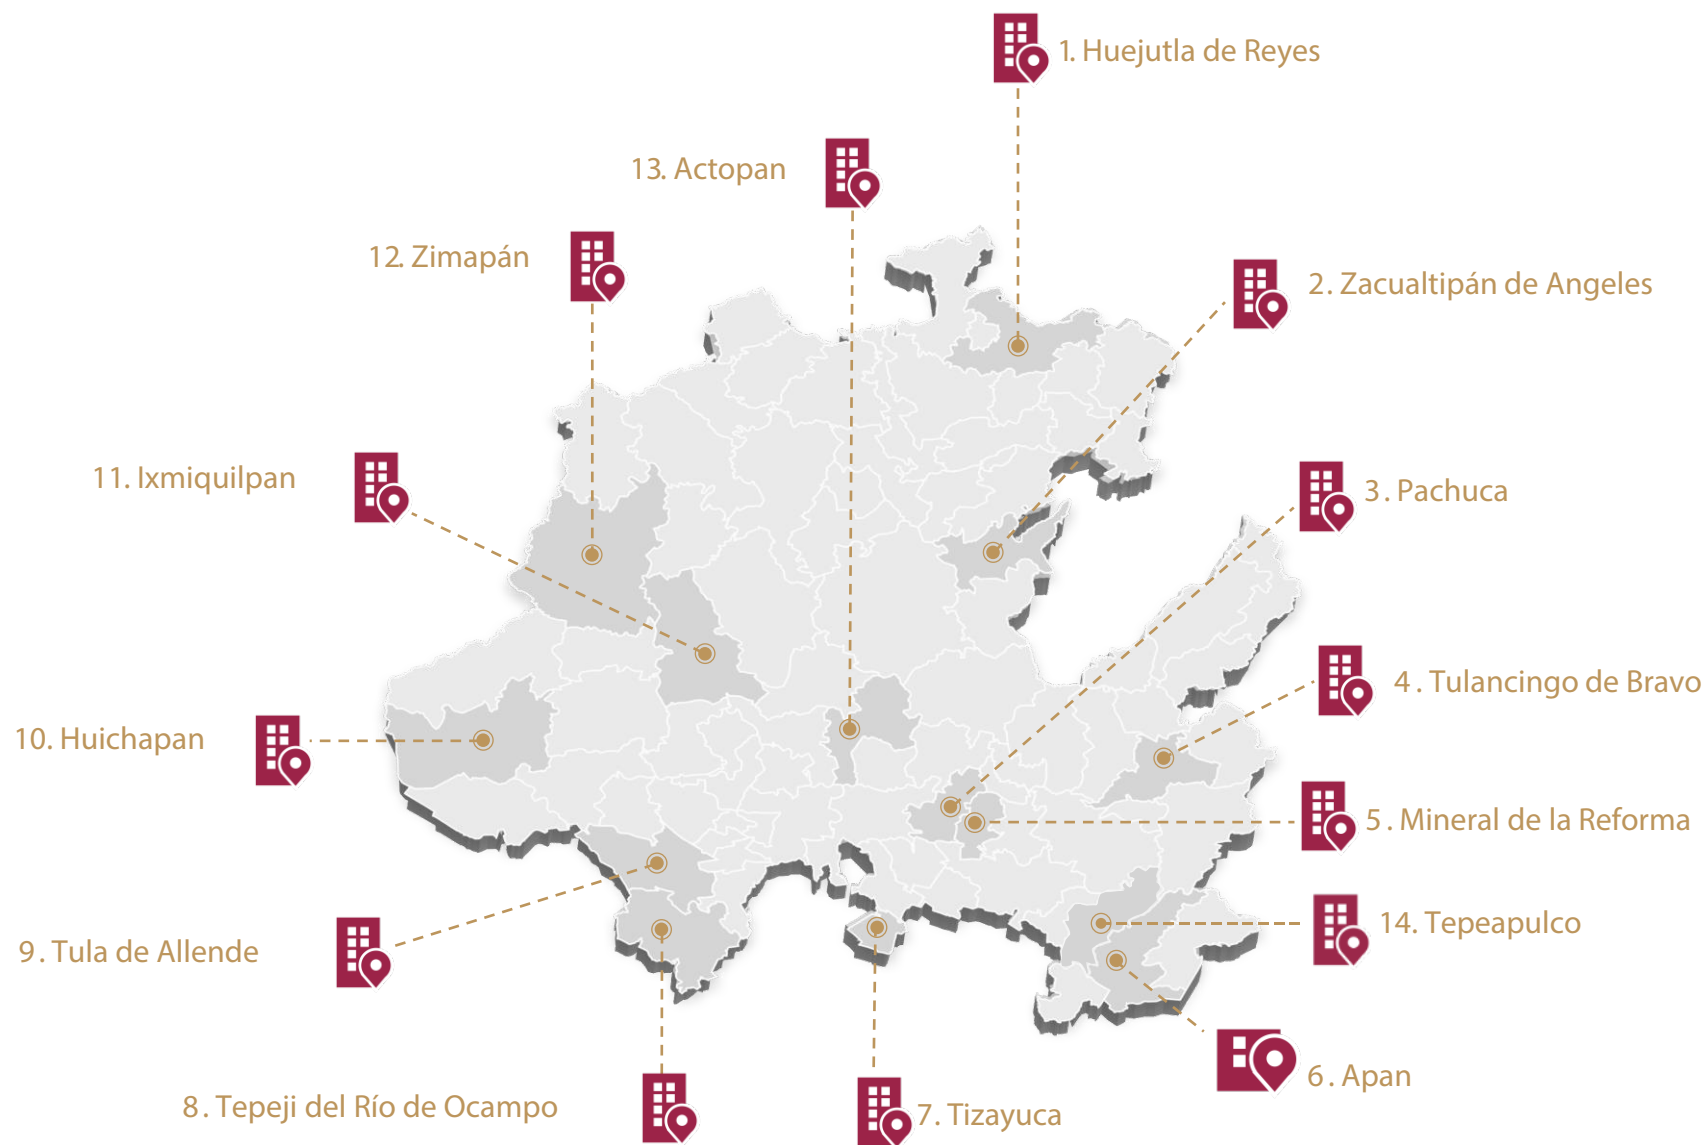 1. Huejutla de Reyes
13. Actopan
12. Zimapán
2. Zacualtipán de Angeles
11. Ixmiquilpan
3. Pachuca
4. Tulancingo de Bravo
10. Huichapan
5. Mineral de la Reforma
14. Tepeapulco
9. Tula de Allende
6. Apan
8. Tepeji del Río de Ocampo
7. Tizayuca